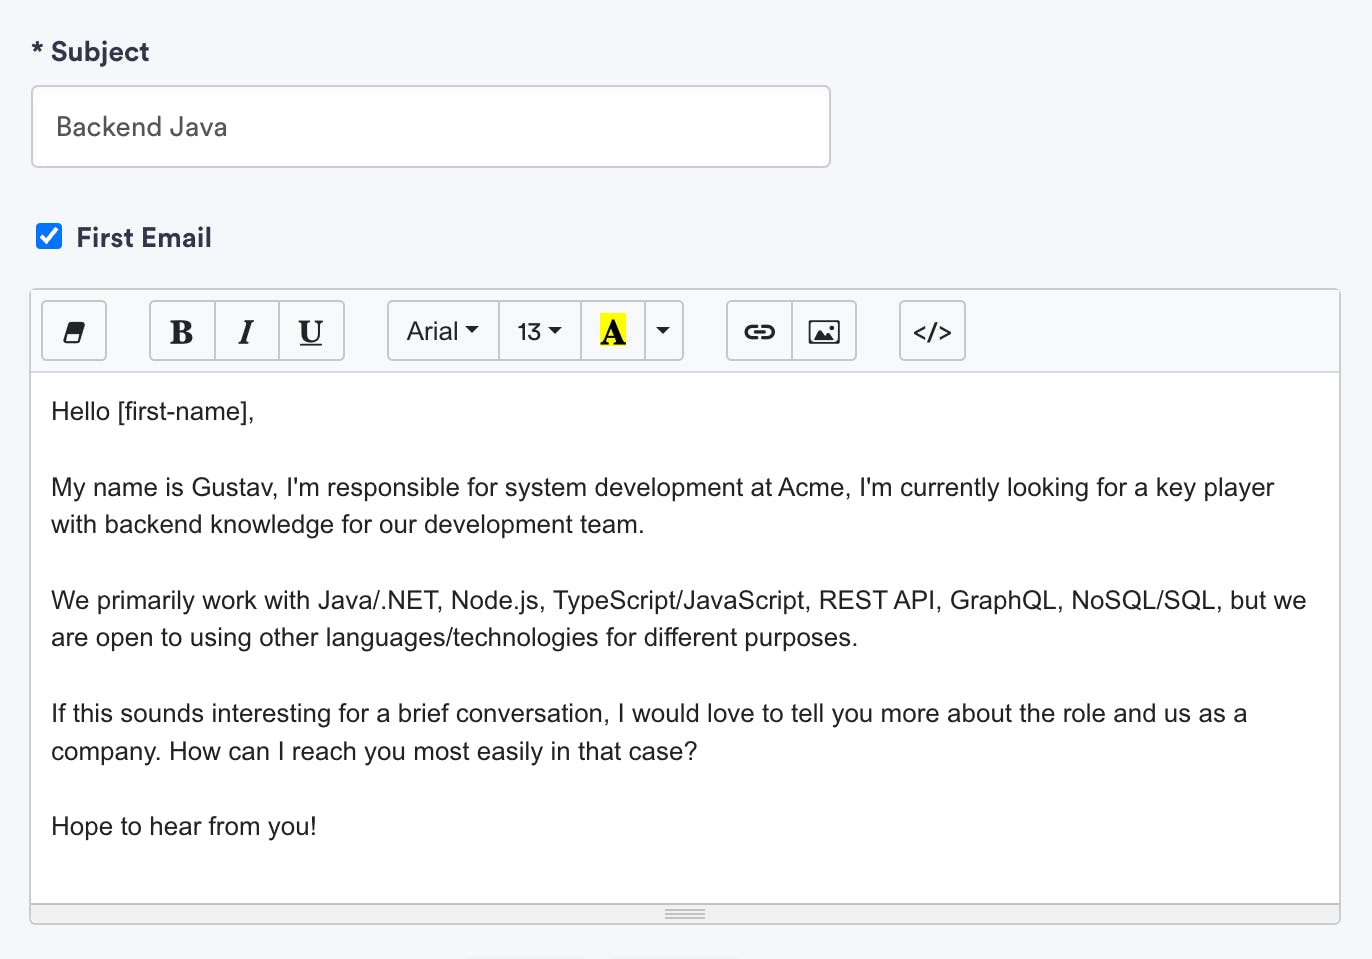 * Subject
Backend Java
First Email
B I U Arial 13 A </>
Hello [first-name],
My name is Gustav, I'm responsible for system development at Acme, I'm currently looking for a key player
with backend knowledge for our development team.
We primarily work with Java/.NET, Node.js, TypeScript/JavaScript, REST API, GraphQL, NoSQL/SQL, but we
are open to using other languages/technologies for different purposes.
If this sounds interesting for a brief conversation, I would love to tell you more about the role and us as a
company. How can I reach you most easily in that case?
Hope to hear from you!